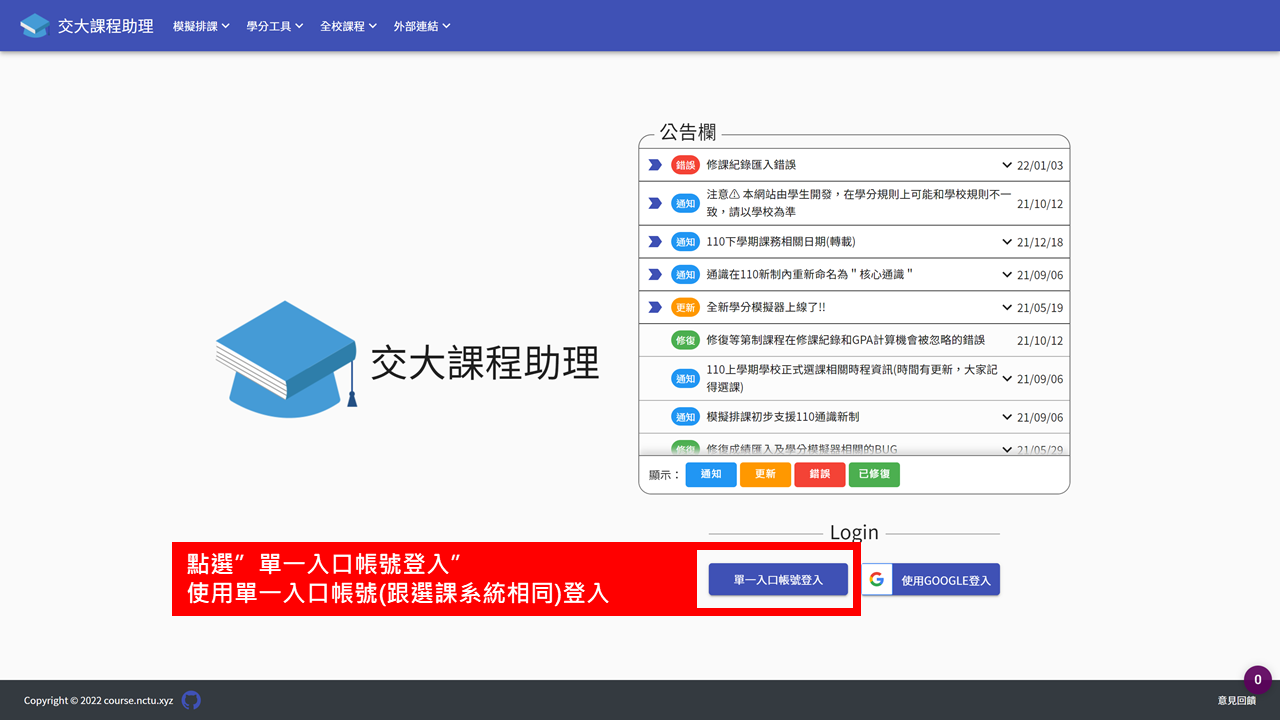 交大課程助理 模擬排課 學分工具 全校課程 外部連結
公告欄
錯誤 修課紀錄匯入錯誤 22/01/03
通知 注意⚠ 本網站由學生開發，在學分規則上可能和學校規則不一
致，請以學校為準 21/10/12
通知 110下學期課務相關日期(轉載) 21/12/18
通知 通識在110新制內重新命名為＂核心通識＂ 21/09/06
更新 全新學分模擬器上線了!! 21/05/19
修復 修復等第制課程在修課紀錄和GPA計算機會被忽略的錯誤 21/10/12
通知 110上學期學校正式選課相關時程資訊(時間有更新，大家記
得選課) 21/09/06
通知 模擬排課初步支援110通識新制 21/09/06
修復 修復成績匯入及學分模擬器相關的BUG 21/05/29
顯示： 通知 更新 錯誤 已修復
交大課程助理
Login
點選”單一入口帳號登入”
使用單一入口帳號(跟選課系統相同)登入
單一入口帳號登入 使用GOOGLE登入
0
Copyright © 2022 course.nctu.xyz 意見回饋